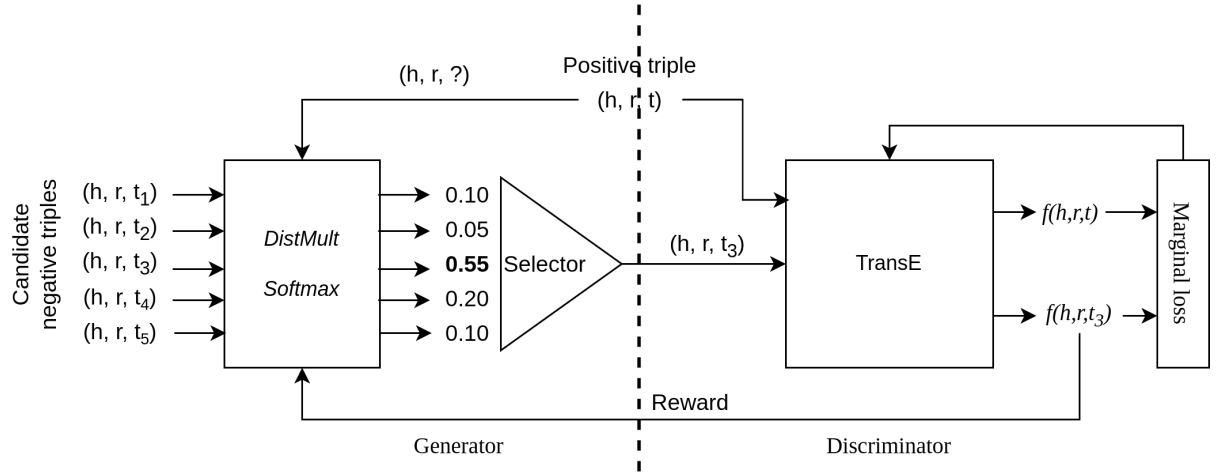 Positive triple
(h, r, ?)
(h, r, t)
Candidate
negative triples
(h, r, t1)
(h, r, t2)
(h, r, t3)
(h, r, t4)
(h, r, t5)
DistMult
Softmax
0.10
0.05
0.55
0.20
0.10
Selector
(h, r, t3)
TransE
f(h,r,t)
f(h,r,t3)
Marginal loss
Reward
Generator
Discriminator